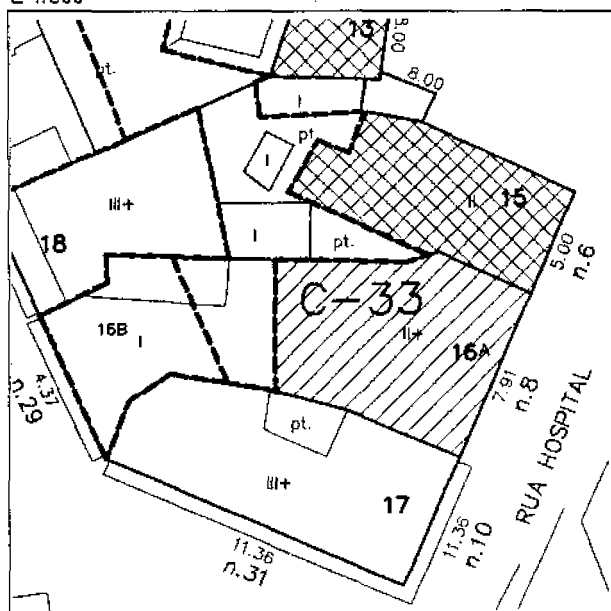 13
8.00
pt.
8.00
I
pt.
I
III+
II
15
18
I
pt.
5.00
n.6
C-33
II+
16B
I
16A
4.37
n.29
7.91
n.8
RUA HOSPITAL
pt.
III+
17
11.36
n.31
11.36
n.10